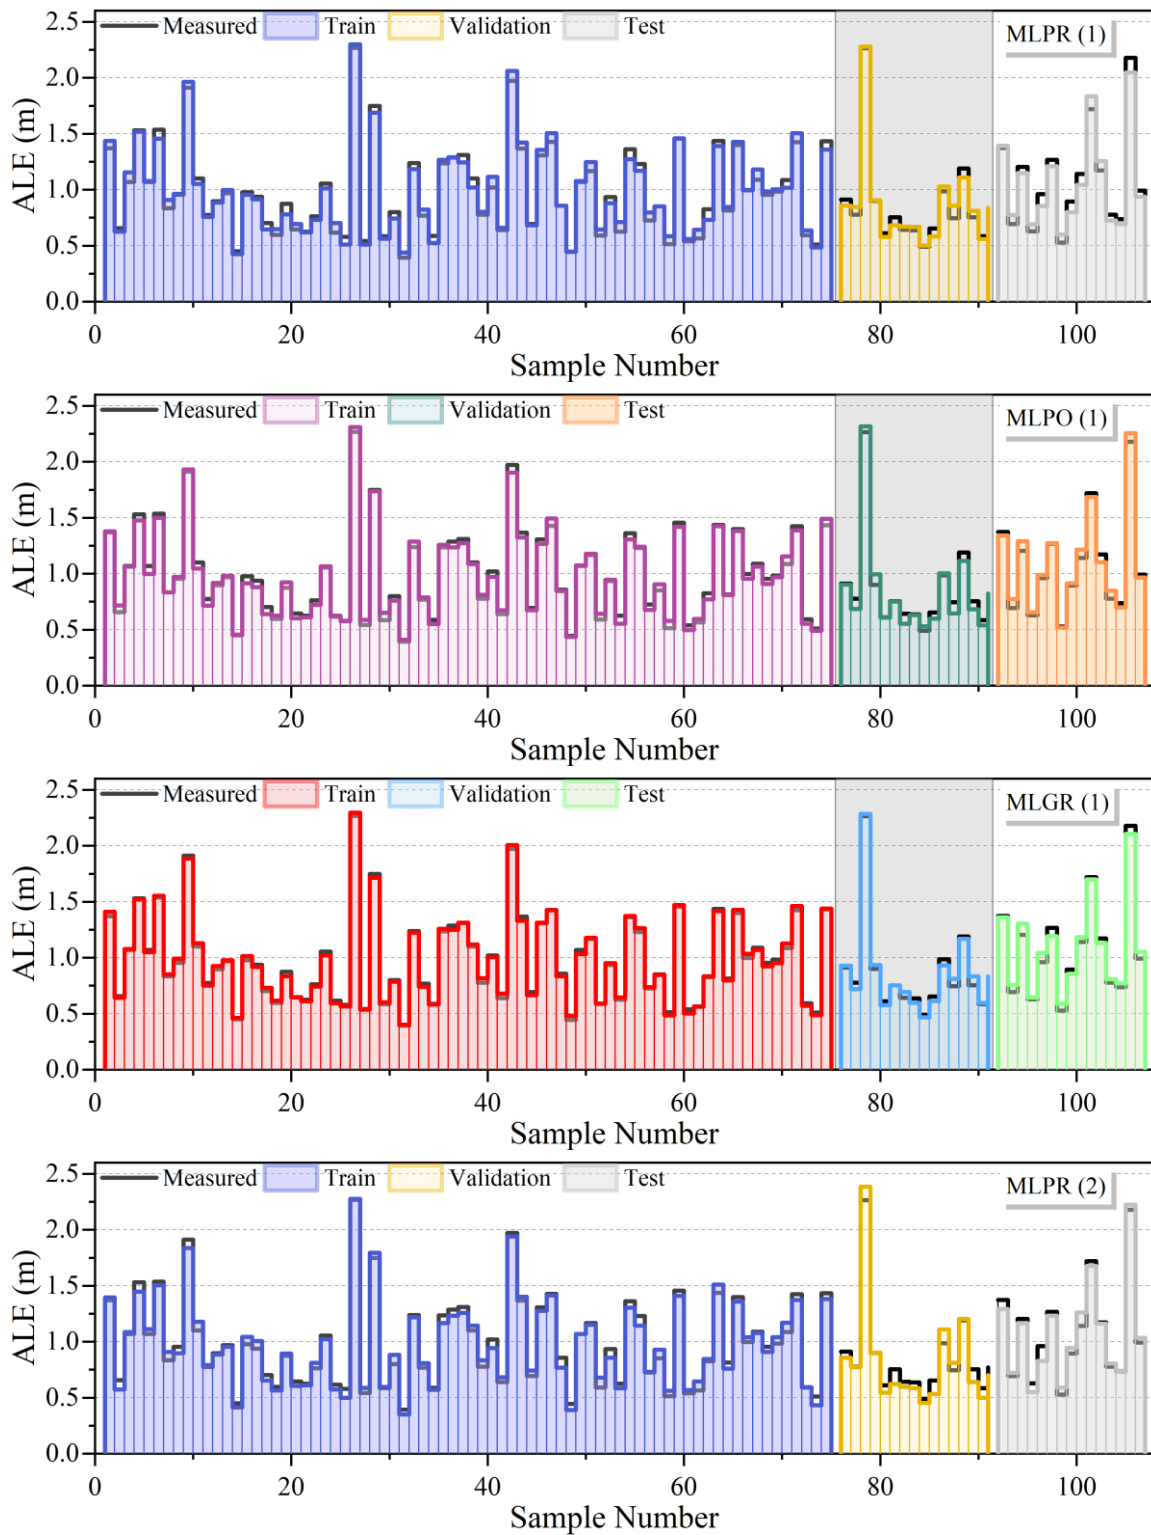 Measured Train Validation Test
MLPR (1)
2.5
2.0
1.5
1.0
0.5
0.0
ALE (m)
0 20 40 60 80 100
Sample Number
Measured Train Validation Test
MLPO (1)
2.5
2.0
1.5
1.0
0.5
0.0
ALE (m)
0 20 40 60 80 100
Sample Number
Measured Train Validation Test
MLGR (1)
2.5
2.0
1.5
1.0
0.5
0.0
ALE (m)
0 20 40 60 80 100
Sample Number
Measured Train Validation Test
MLPR (2)
2.5
2.0
1.5
1.0
0.5
0.0
ALE (m)
0 20 40 60 80 100
Sample Number